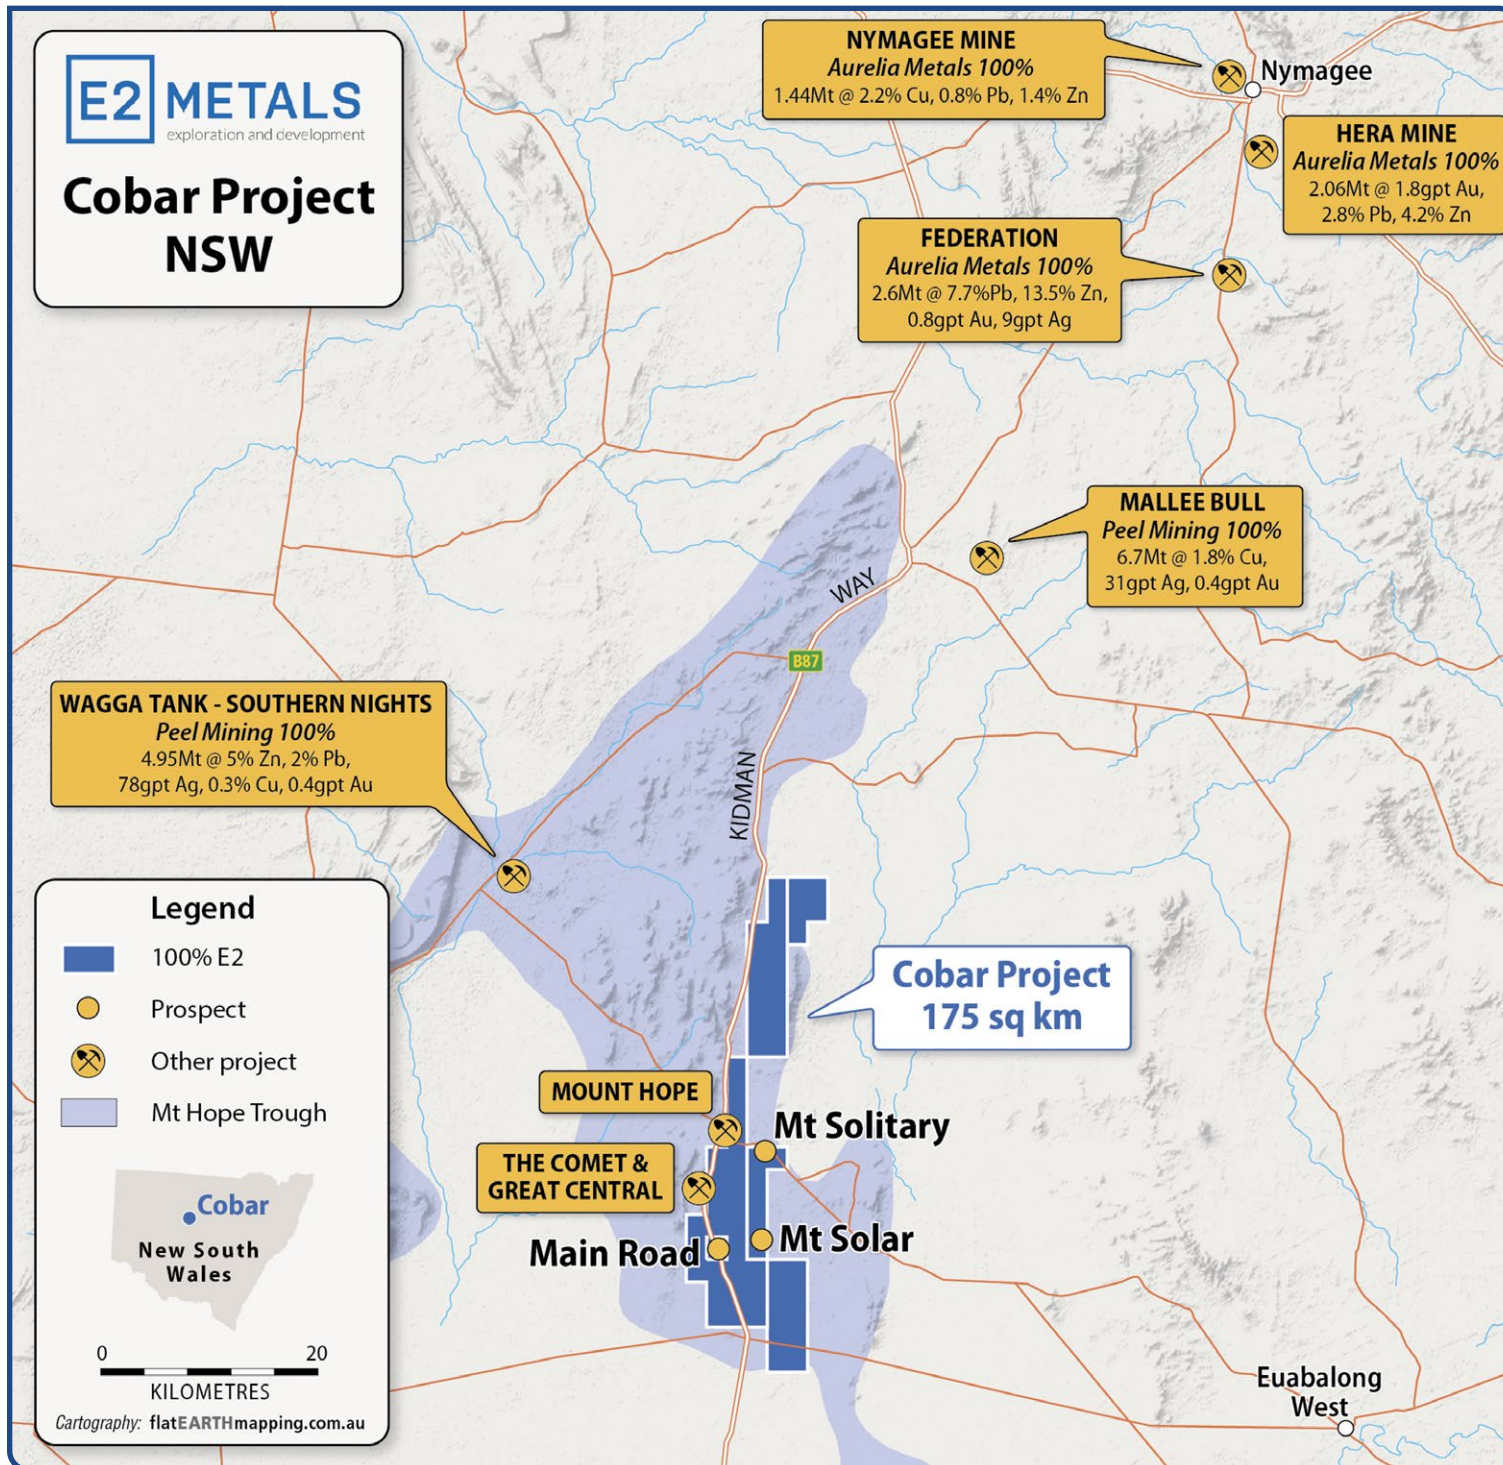 E2 METALS
exploration and development
Cobar Project
NSW
NYMAGEE MINE
Aurelia Metals 100%
1.44Mt @ 2.2% Cu, 0.8% Pb, 1.4% Zn
Nymagee
HERA MINE
Aurelia Metals 100%
2.06Mt @ 1.8gpt Au,
2.8% Pb, 4.2% Zn
FEDERATION
Aurelia Metals 100%
2.6Mt @ 7.7%Pb, 13.5% Zn,
0.8gpt Au, 9gpt Ag
MALLEE BULL
Peel Mining 100%
6.7Mt @ 1.8% Cu,
31gpt Ag, 0.4gpt Au
WAY
B87
KIDMAN
WAGGA TANK - SOUTHERN NIGHTS
Peel Mining 100%
4.95Mt @ 5% Zn, 2% Pb,
78gpt Ag, 0.3% Cu, 0.4gpt Au
Cobar Project
175 sq km
MOUNT HOPE
Mt Solitary
THE COMET &
GREAT CENTRAL
Main Road
Mt Solar
Euabalong
West
Legend
100% E2
Prospect
Other project
Mt Hope Trough
Cobar
New South
Wales
0 20
KILOMETRES
Cartography: flatEARTHmapping.com.au